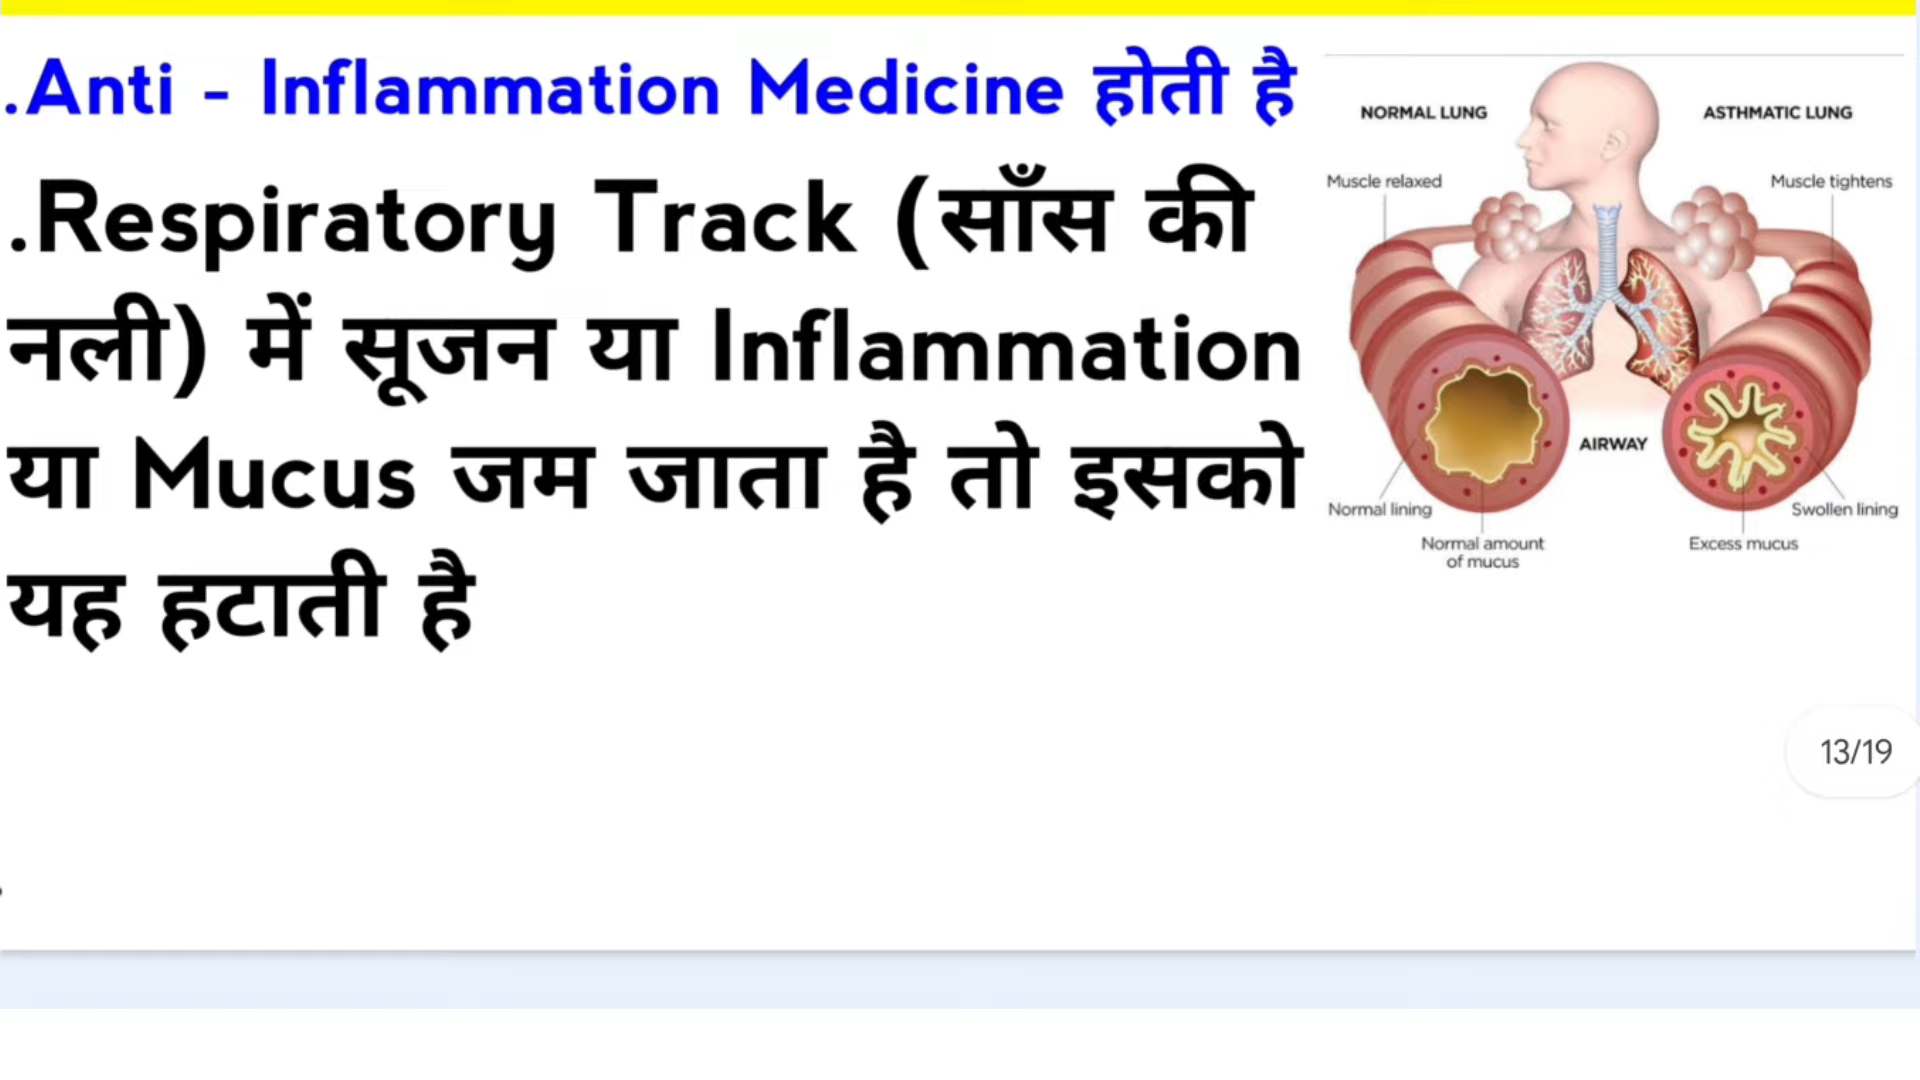 .Anti - Inflammation Medicine होती है
.Respiratory Track (साँस की
नली) में सूजन या Inflammation
या Mucus जम जाता है तो इसको
यह हटाती है
NORMAL LUNG
ASTHMATIC LUNG
Muscle relaxed
Muscle tightens
AIRWAY
Normal lining
Swollen lining
Normal amount
of mucus
Excess mucus
13/19